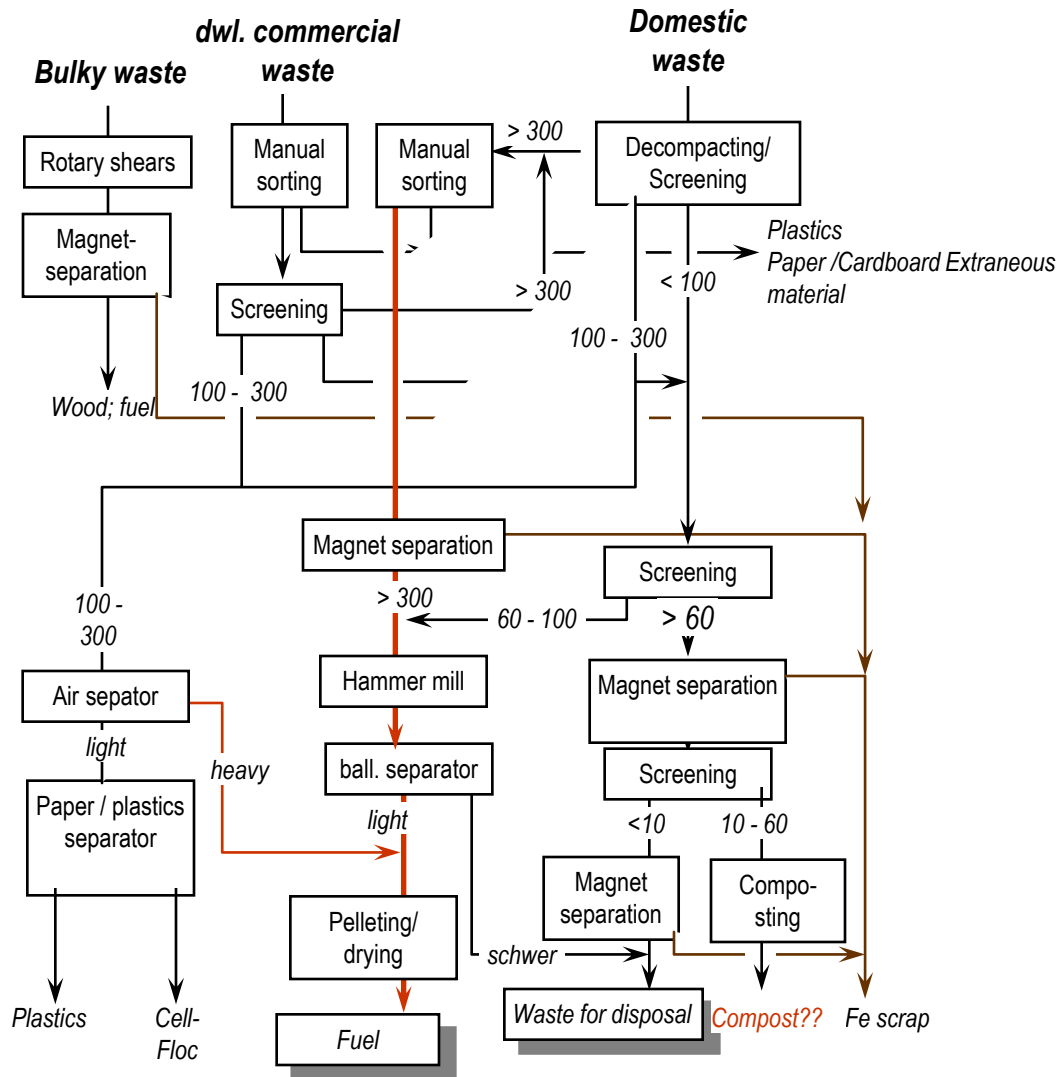 Bulky waste
dwl. commercial
waste
Domestic
waste
Rotary shears
Manual
sorting
Manual
sorting
> 300
Decompacting/
Screening
Magnet-
separation
Plastics
Paper /Cardboard Extraneous
material
Screening
> 300
< 100
100 - 300
100 - 300
Wood; fuel
Magnet separation
Screening
> 300
60 - 100
> 60
100 -
300
Air sepator
Hammer mill
Magnet separation
light
heavy
ball. separator
Screening
Paper / plastics
separator
light
<10
10 - 60
Magnet
separation
Compo-
sting
Pelleting/
drying
schwer
Plastics
Cell-
Floc
Fuel
Waste for disposal
Compost??
Fe scrap